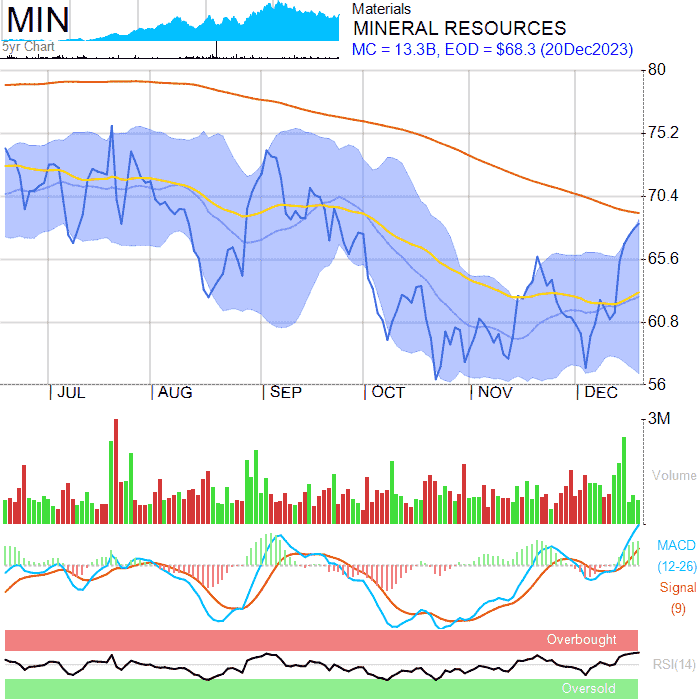 MIN
5yr Chart
Materials
MINERAL RESOURCES
MC = 13.3B, EOD = $68.3 (20Dec2023)
80
75.2
70.4
65.6
60.8
56
| JUL | AUG | SEP | OCT | NOV | DEC
3M
Volume
MACD
(12-26)
Signal
(9)
Overbought
RSI(14)
Oversold